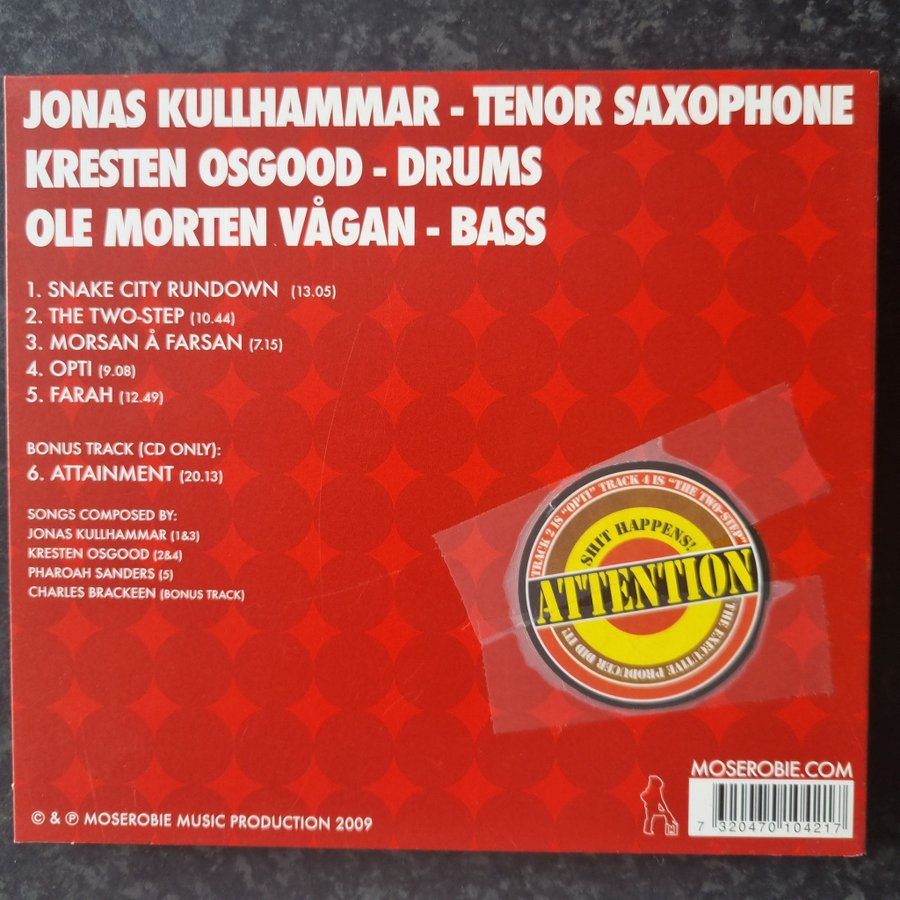 JONAS KULLHAMMAR - TENOR SAXOPHONE
KRESTEN OSGOOD - DRUMS
OLE MORTEN VÅGAN - BASS
1. SNAKE CITY RUNDOWN (13.05)
2. THE TWO-STEP (10.44)
3. MORSAN Å FARSAN (7.15)
4. OPTI (9.08)
5. FARAH (12.49)
BONUS TRACK (CD ONLY):
6. ATTAINMENT (20.13)
SONGS COMPOSED BY:
JONAS KULLHAMMAR (1&3)
KRESTEN OSGOOD (2&4)
PHAROAH SANDERS (5)
CHARLES BRACKEEN (BONUS TRACK)
TRACK 2 IS "OPTI" TRACK 4 IS "THE TWO-STEP"
SHIT HAPPENS!
ATTENTION
THE EXECUTIVE PRODUCER DID IT!
MOSEROBIE.COM
© & ℗ MOSEROBIE MUSIC PRODUCTION 2009
7 320470 104217